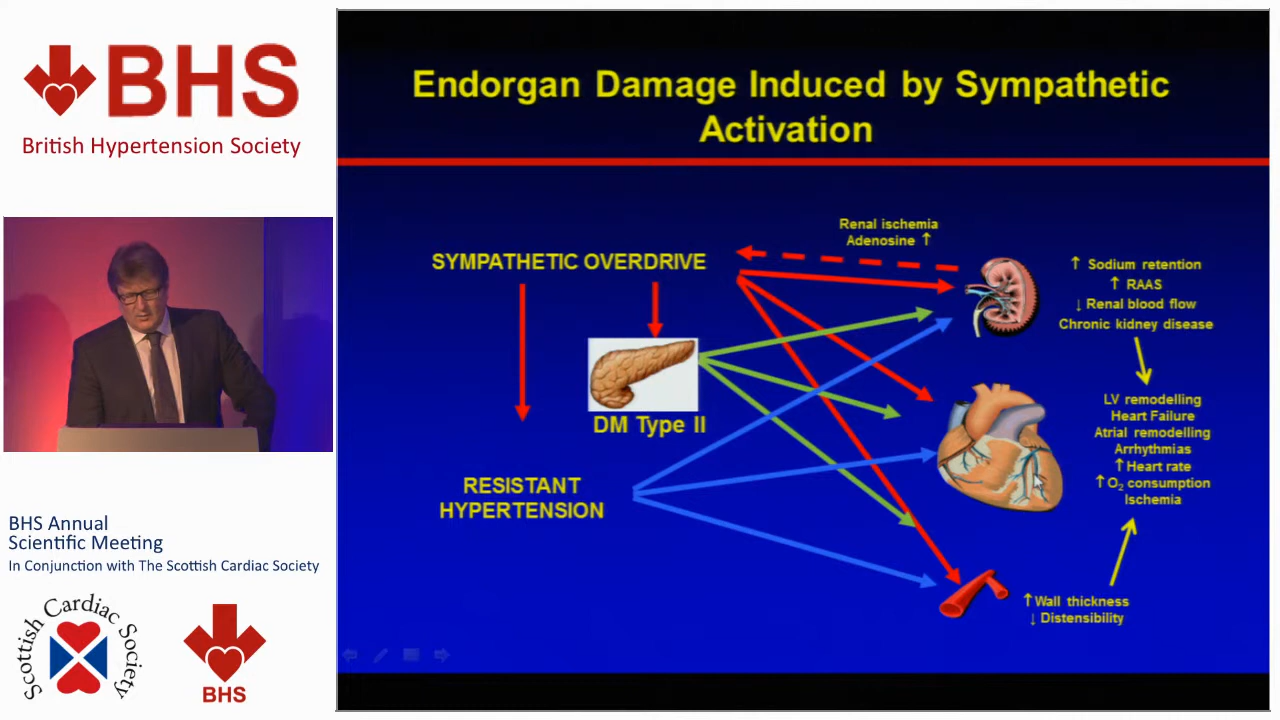 BHS
British Hypertension Society
BHS Annual
Scientific Meeting
In Conjunction with The Scottish Cardiac Society
Scottish Cardiac Society
BHS
Endorgan Damage Induced by Sympathetic
Activation
Renal ischemia
Adenosine ↑
SYMPATHETIC OVERDRIVE
DM Type II
RESISTANT
HYPERTENSION
↑ Sodium retention
↑ RAAS
↓ Renal blood flow
Chronic kidney disease
LV remodelling
Heart Failure
Atrial remodelling
Arrhythmias
↑ Heart rate
↑ O₂ consumption
Ischemia
↑ Wall thickness
↓ Distensibility